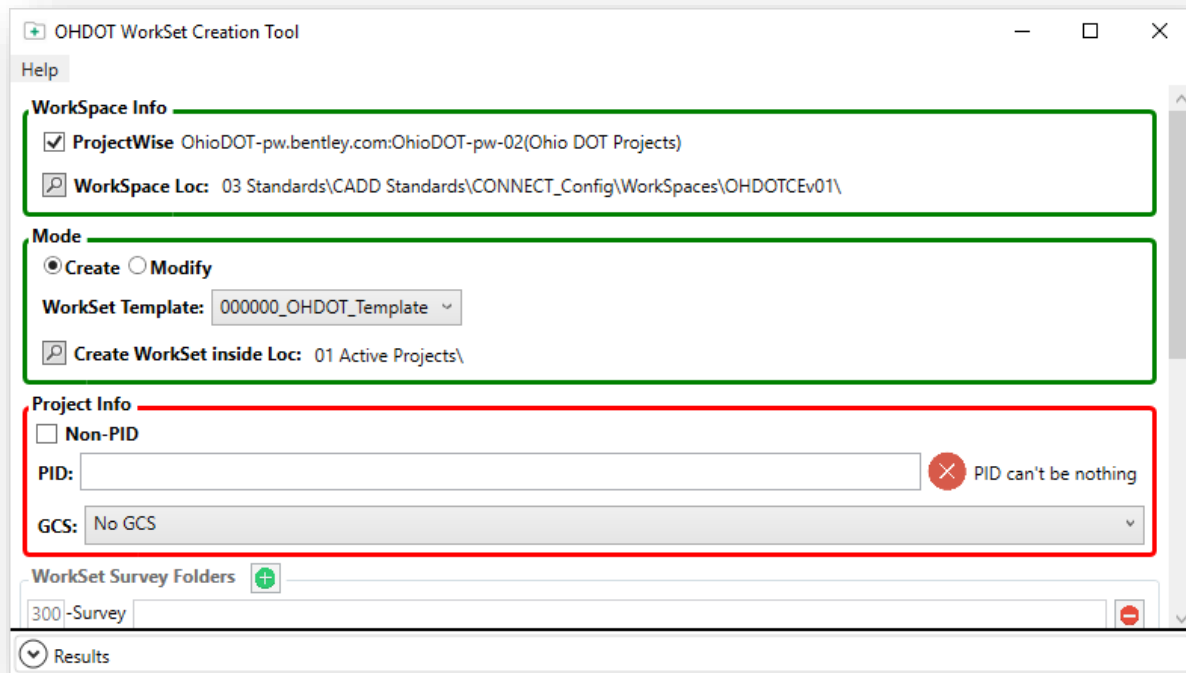 OHDOT WorkSet Creation Tool
Help
WorkSpace Info
ProjectWise OhioDOT-pw.bentley.com:OhioDOT-pw-02(Ohio DOT Projects)
WorkSpace Loc: 03 Standards\CADD Standards\CONNECT_Config\WorkSpaces\OHDOTCEv01\
Mode
Create Modify
WorkSet Template: 000000_OHDOT_Template
Create WorkSet inside Loc: 01 Active Projects\
Project Info
Non-PID
PID: PID can't be nothing
GCS: No GCS
WorkSet Survey Folders
300 -Survey
Results